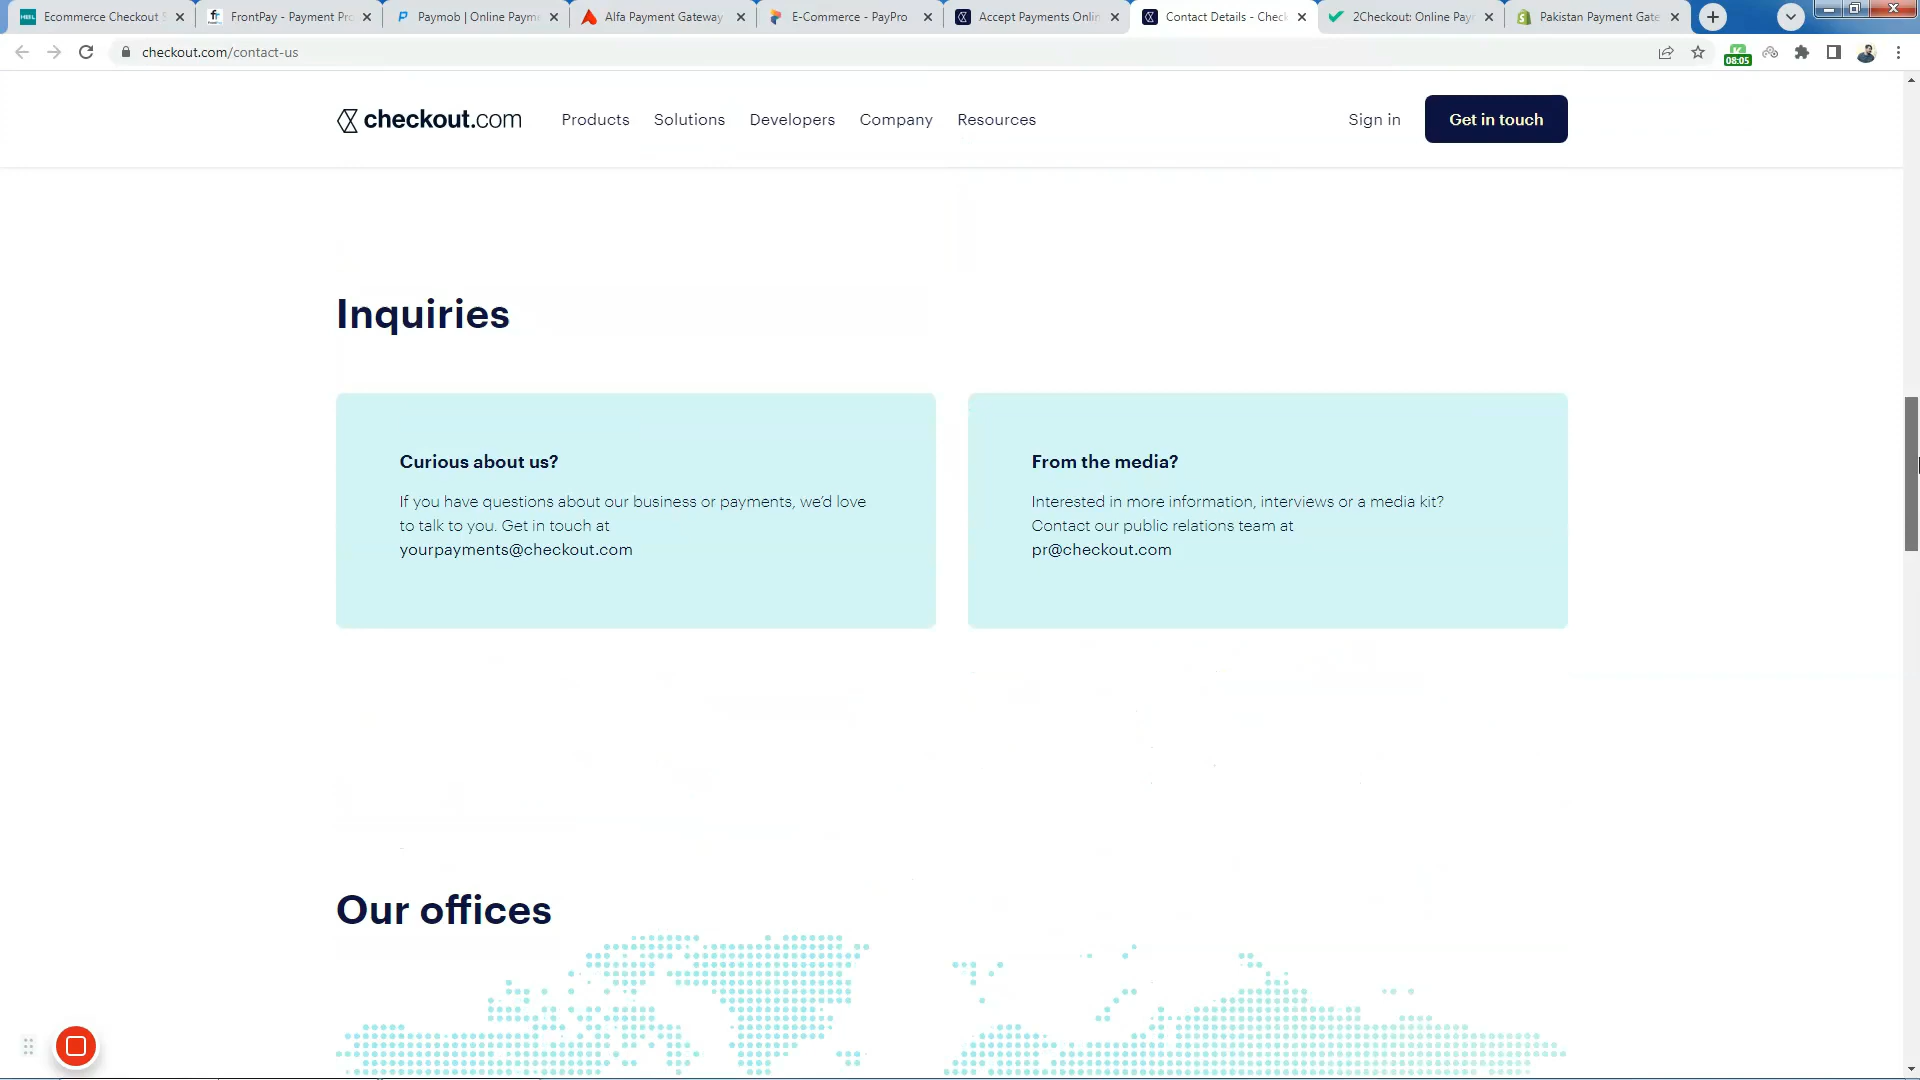 Ecommerce Checkout S
FrontPay - Payment Pro
Paymob | Online Payme
Alfa Payment Gateway
E-Commerce - PayPro
Accept Payments Onlin
Contact Details - Check
2Checkout: Online Pay
Pakistan Payment Gate
checkout.com/contact-us
08:05
checkout.com
Products
Solutions
Developers
Company
Resources
Sign in
Get in touch
Inquiries
Curious about us?
If you have questions about our business or payments, we’d love
to talk to you. Get in touch at
yourpayments@checkout.com
From the media?
Interested in more information, interviews or a media kit?
Contact our public relations team at
pr@checkout.com
Our offices